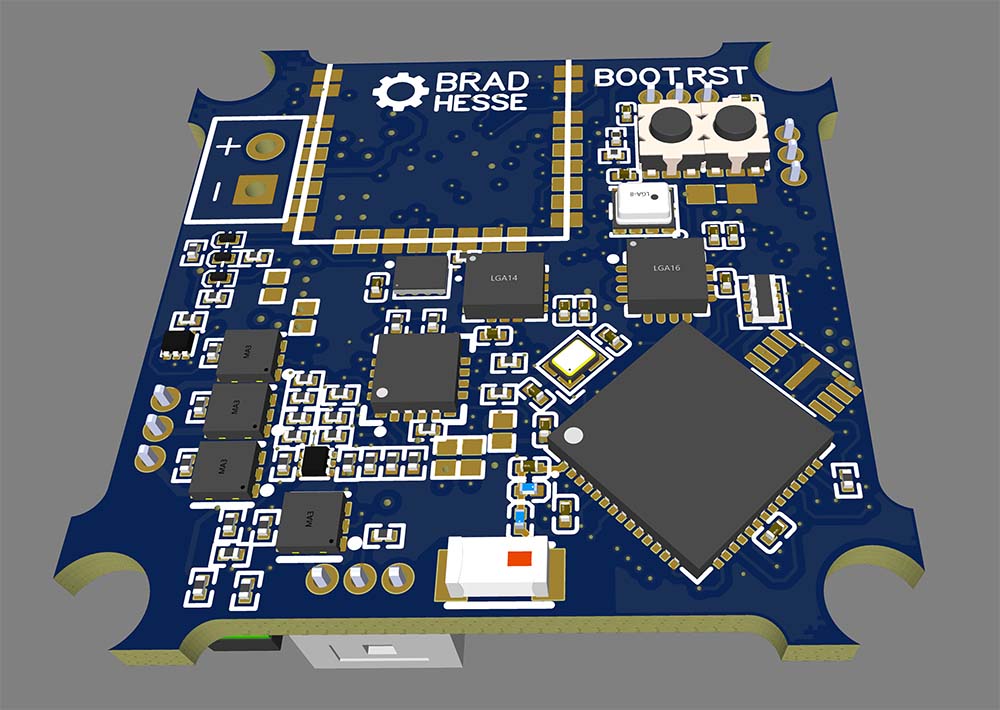 BRAD
HESSE
BOOT RST
+
-
LGA-8
LGA14
LGA16
MA3
MA3
MA3
MA3